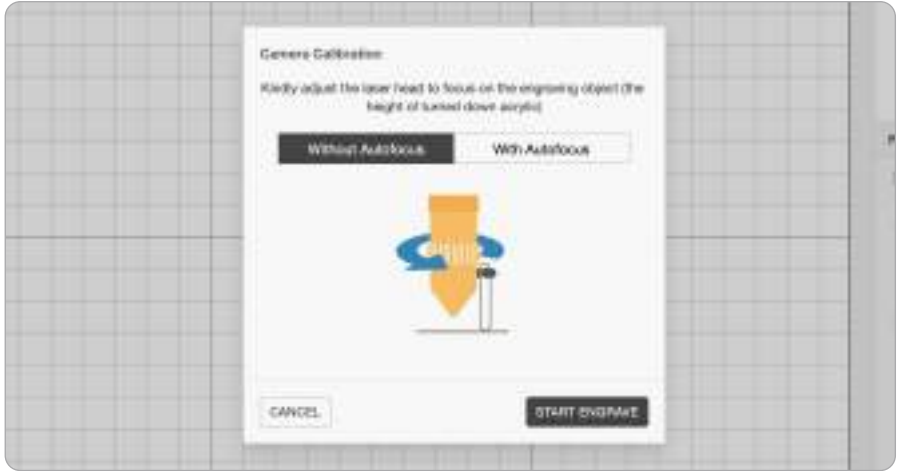 Camera Calibration
Kindly adjust the laser head to focus on the engraving object (the
height of turned down acrylic)
Without Autofocus
With Autofocus
CANCEL
START ENGRAVE